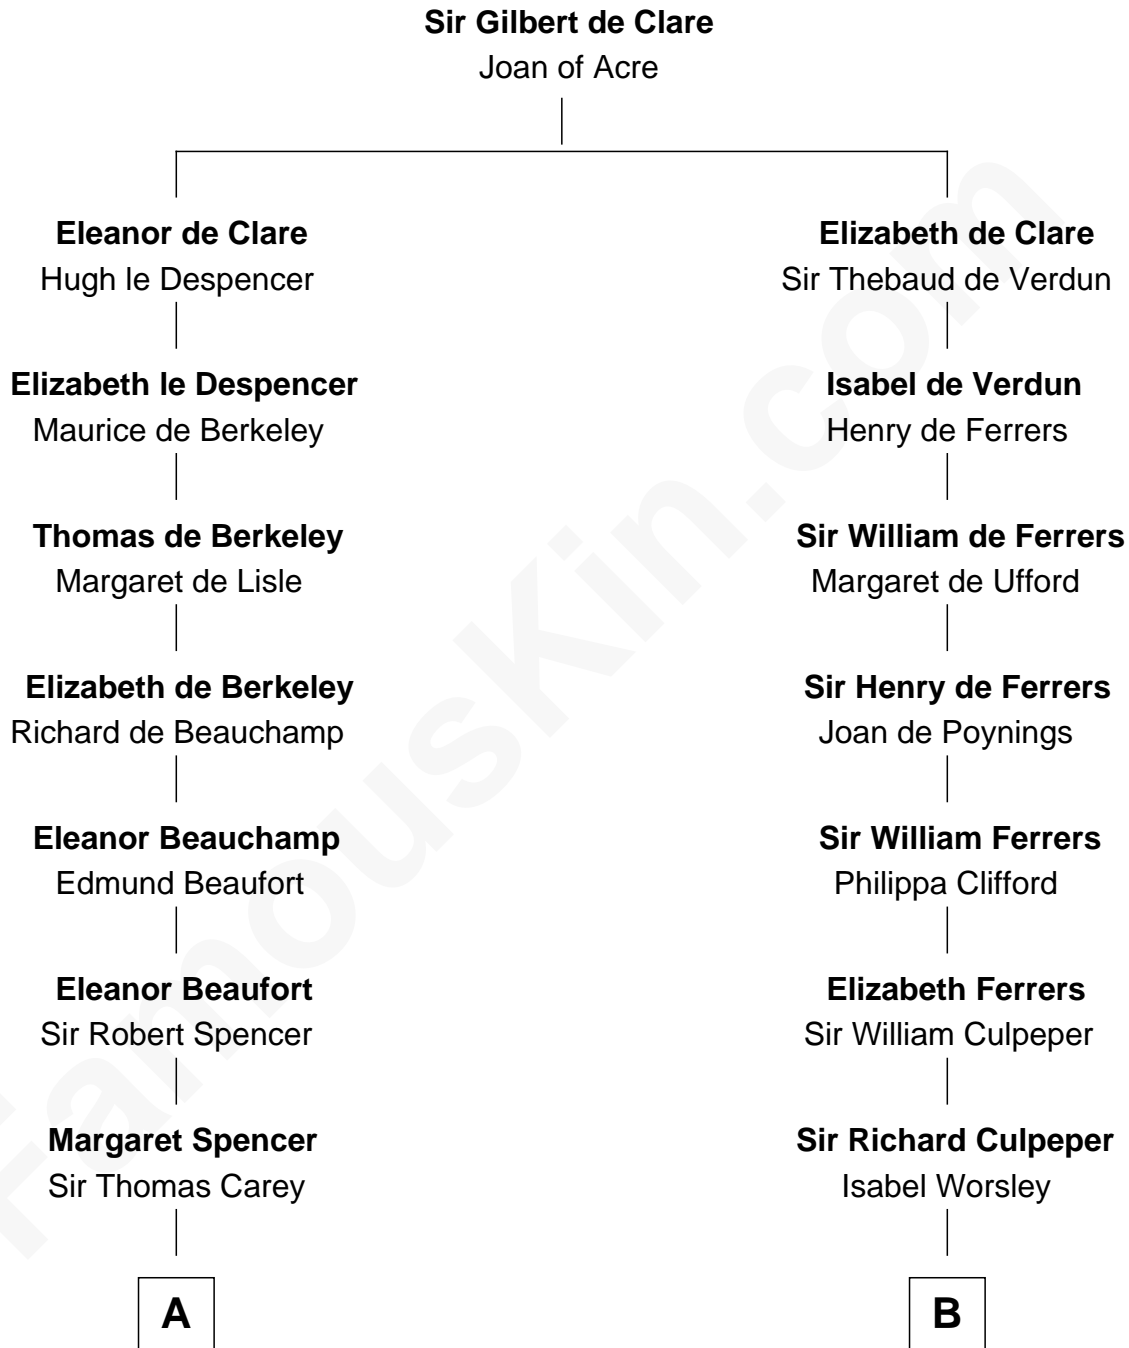 Sir Gilbert de Clare
Joan of Acre
Eleanor de Clare
Hugh le Despencer
Elizabeth le Despencer
Maurice de Berkeley
Thomas de Berkeley
Margaret de Lisle
Elizabeth de Berkeley
Richard de Beauchamp
Eleanor Beauchamp
Edmund Beaufort
Eleanor Beaufort
Sir Robert Spencer
Margaret Spencer
Sir Thomas Carey
A
Elizabeth de Clare
Sir Thebaud de Verdun
Isabel de Verdun
Henry de Ferrers
Sir William de Ferrers
Margaret de Ufford
Sir Henry de Ferrers
Joan de Poynings
Sir William Ferrers
Philippa Clifford
Elizabeth Ferrers
Sir William Culpeper
Sir Richard Culpeper
Isabel Worsley
B
FamousKin.com